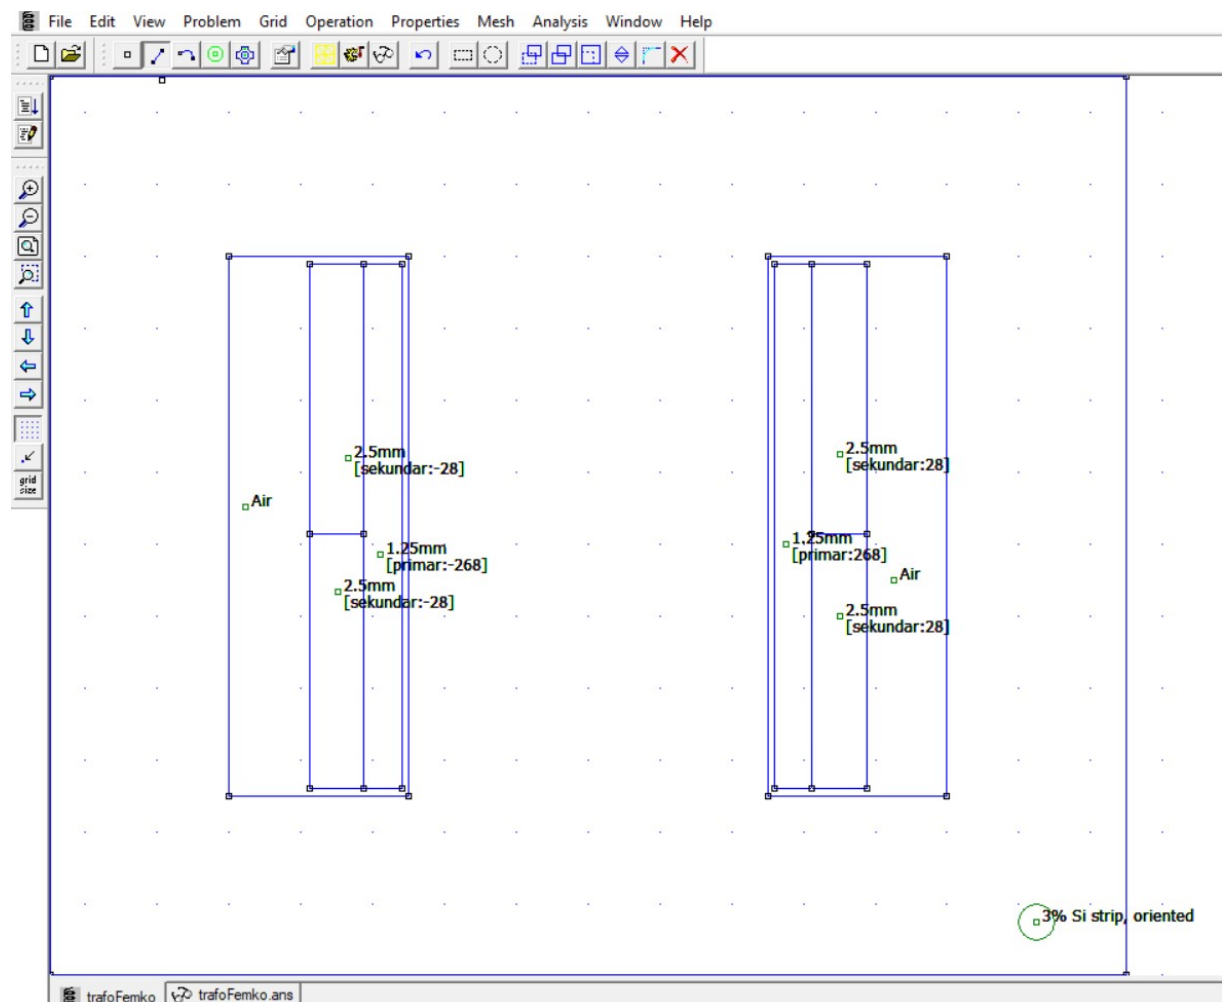 File Edit View Problem Grid Operation Properties Mesh Analysis Window Help
grid
size
2.5mm
[sekundar:-28]
Air
1.25mm
[primar:-268]
2.5mm
[sekundar:-28]
2.5mm
[sekundar:28]
1.25mm
[primar:268]
Air
2.5mm
[sekundar:28]
3% Si strip, oriented
trafoFemko trafoFemko.ans